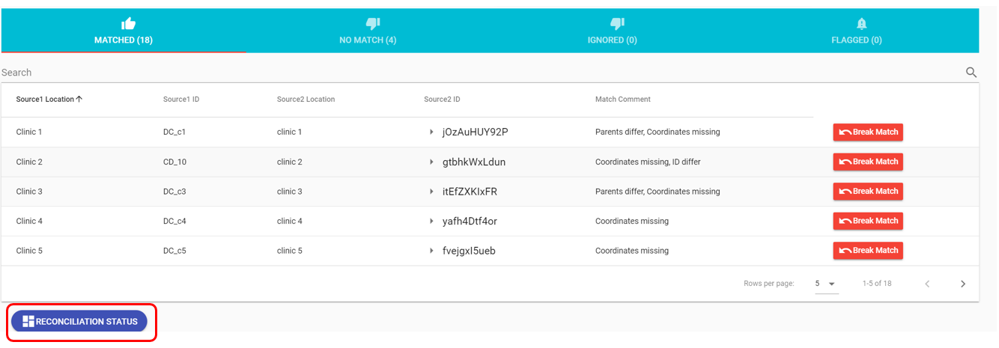 MATCHED (18) NO MATCH (4) IGNORED (0) FLAGGED (0)
Search
Source1 Location Source1 ID Source2 Location Source2 ID Match Comment
Clinic 1 DC_c1 clinic 1 jOzAuHUY92P Parents differ, Coordinates missing Break Match
Clinic 2 CD_10 clinic 2 gtbhkWxLdun Coordinates missing, ID differ Break Match
Clinic 3 DC_c3 clinic 3 itEfZXKIxFR Parents differ, Coordinates missing Break Match
Clinic 4 DC_c4 clinic 4 yafh4Dtf4or Coordinates missing Break Match
Clinic 5 DC_c5 clinic 5 fvejgxI5ueb Coordinates missing Break Match
Rows per page: 5 1-5 of 18
RECONCILIATION STATUS